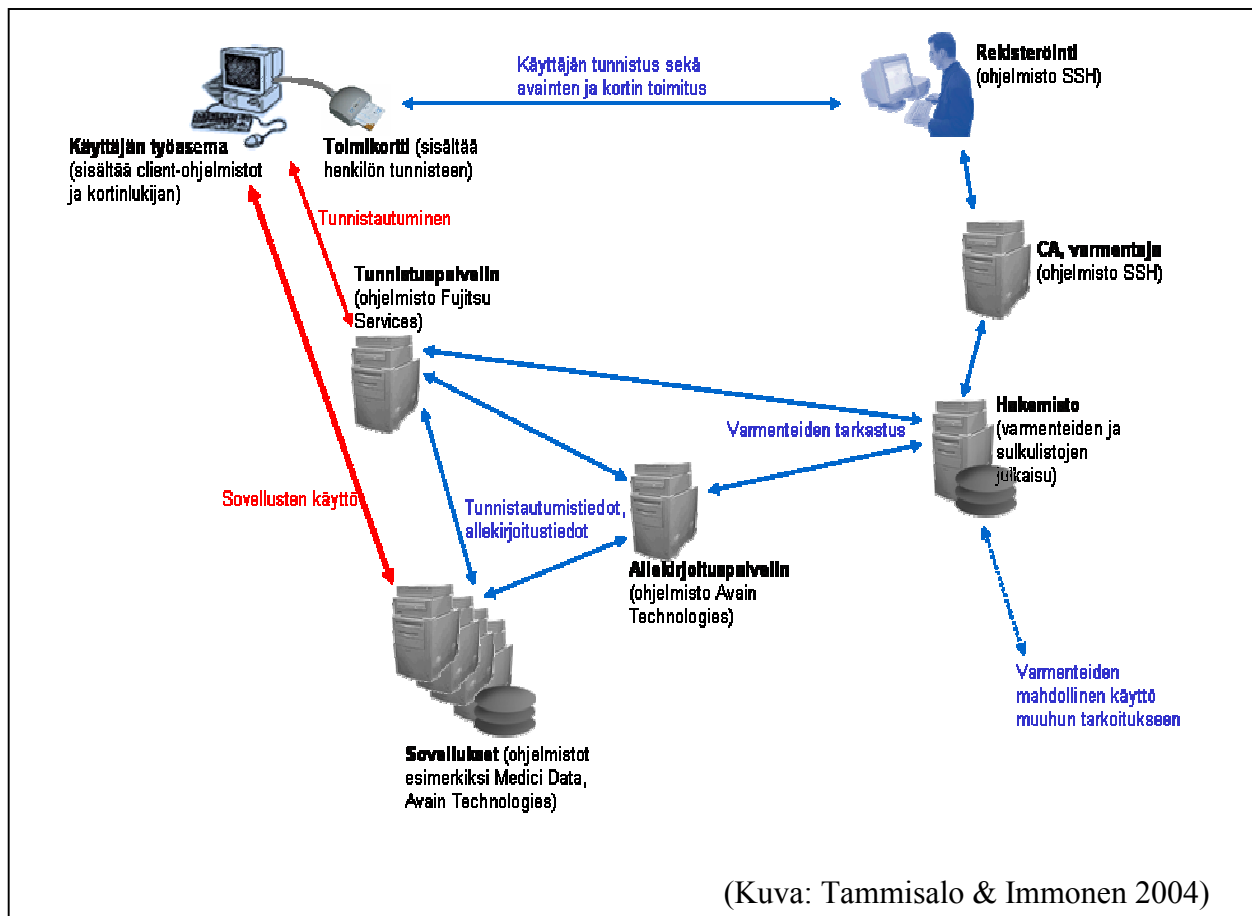 Käyttäjän tunnistus sekä
avainten ja kortin toimitus
Rekisteröinti
(ohjelmisto SSH)
Käyttäjän työasema
(sisältää client-ohjelmistot
ja kortinlukijan)
Toimikortti (sisältää
henkilön tunnisteen)
Tunnistautuminen
CA, varmentaja
(ohjelmisto SSH)
Tunnistuspalvelin
(ohjelmisto Fujitsu
Services)
Varmenteiden tarkastus
Hakemisto
(varmenteiden ja
sulkulistojen
julkaisu)
Sovellusten käyttö
Tunnistautumistiedot,
allekirjoitustiedot
Allekirjoituspalvelin
(ohjelmisto Avain
Technologies)
Varmenteiden
mahdollinen käyttö
muuhun tarkoitukseen
Sovellukset (ohjelmistot
esimerkiksi Medici Data,
Avain Technologies)
(Kuva: Tammisalo & Immonen 2004)